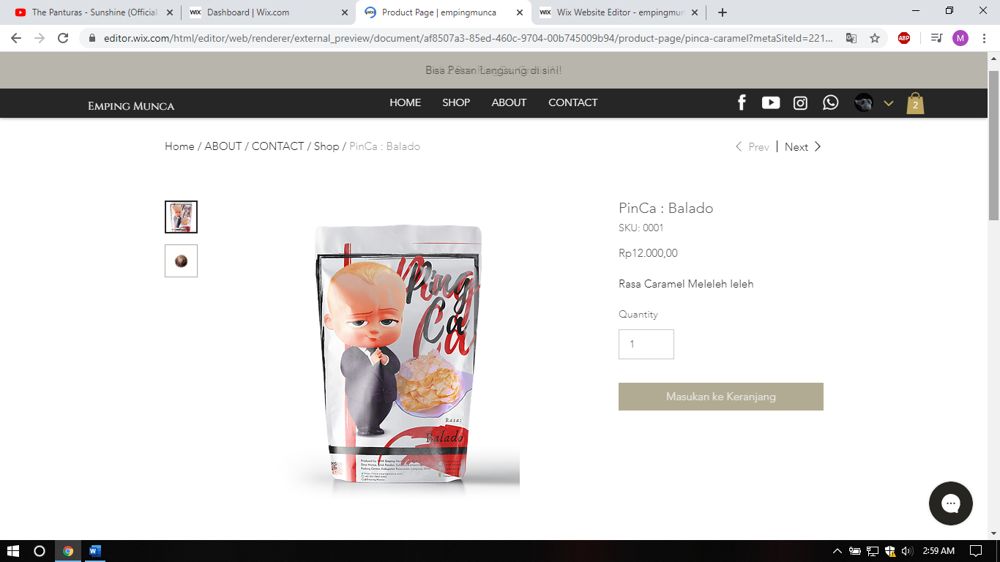 The Panturas - Sunshine (Official
Dashboard | Wix.com
Product Page | empingmunca
Wix Website Editor - empingmun
editor.wix.com/html/editor/web/renderer/external_preview/document/af8507a3-85ed-460c-9704-00b745009b94/product-page/pinca-caramel?metaSiteId=221...
ABP
M
Bisa Pesan Langsung di sini!
Emping Munca
HOME
SHOP
ABOUT
CONTACT
2
Home / ABOUT / CONTACT / Shop / PinCa : Balado
Prev | Next
PinCa : Balado
SKU: 0001
Rp12.000,00
Rasa Caramel Meleleh leleh
Quantity
1
Masukan ke Keranjang
Ping
Ca
Rasa:
Balado
2:59 AM